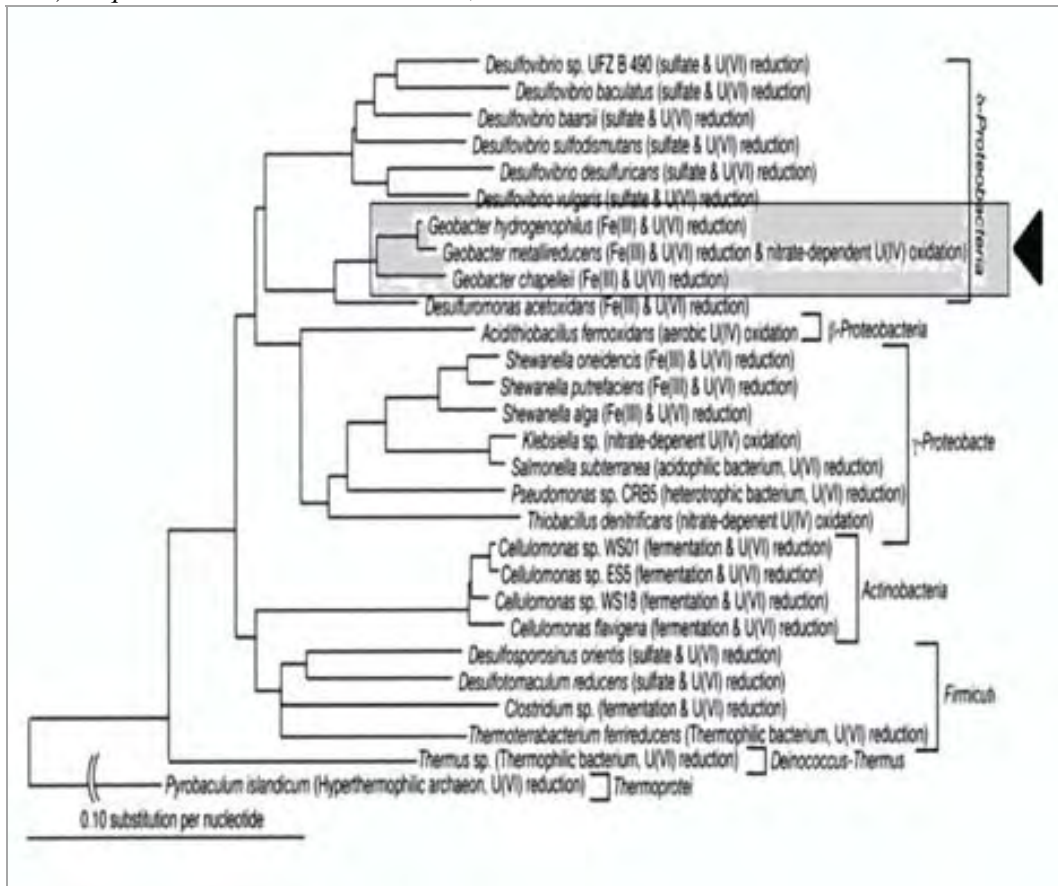 Desulfovibrio sp. UFZ B 490 (sulfate & U(VI) reduction)
Desulfovibrio baculatus (sulfate & U(VI) reduction)
Desulfovibrio baarsii (sulfate & U(VI) reduction)
Desulfovibrio sulfodismutans (sulfate & U(VI) reduction)
Desulfovibrio desulfuricans (sulfate & U(VI) reduction)
Desulfovibrio vulgaris (sulfate & U(VI) reduction)
Geobacter hydrogenophilus (Fe(III) & U(VI) reduction)
Geobacter metallireducens (Fe(III) & U(VI) reduction & nitrate-dependent U(IV) oxidation)
Geobacter chapelleii (Fe(III) & U(VI) reduction)
Desulfuromonas acetoxidans (Fe(III) & U(VI) reduction)
δ-Proteobacteria
Acidithiobacillus ferrooxidans (aerobic U(IV) oxidation
β-Proteobacteria
Shewanella oneidencis (Fe(III) & U(VI) reduction)
Shewanella putrefaciens (Fe(III) & U(VI) reduction)
Shewanella alga (Fe(III) & U(VI) reduction)
Klebsiella sp. (nitrate-depenent U(IV) oxidation)
Salmonella subterranea (acidophilic bacterium, U(VI) reduction)
Pseudomonas sp. CRB5 (heterotrophic bacterium, U(VI) reduction)
Thiobacillus denitrificans (nitrate-depenent U(IV) oxidation)
γ-Proteobacte
Cellulomonas sp. WS01 (fermentation & U(VI) reduction)
Cellulomonas sp. ES5 (fermentation & U(VI) reduction)
Cellulomonas sp. WS18 (fermentation & U(VI) reduction)
Cellulomonas flavigena (fermentation & U(VI) reduction)
Actinobacteria
Desulfosporosinus orientis (sulfate & U(VI) reduction)
Desulfotomaculum reducens (sulfate & U(VI) reduction)
Clostridium sp. (fermentation & U(VI) reduction)
Thermoterrabacterium ferrireducens (Thermophilic bacterium, U(VI) reduction)
Firmicuti
Thermus sp. (Thermophilic bacterium, U(VI) reduction)
Deinococcus-Thermus
Pyrobaculum islandicum (Hyperthermophilic archaeon, U(VI) reduction)
Thermoprotei
0.10 substitution per nucleotide